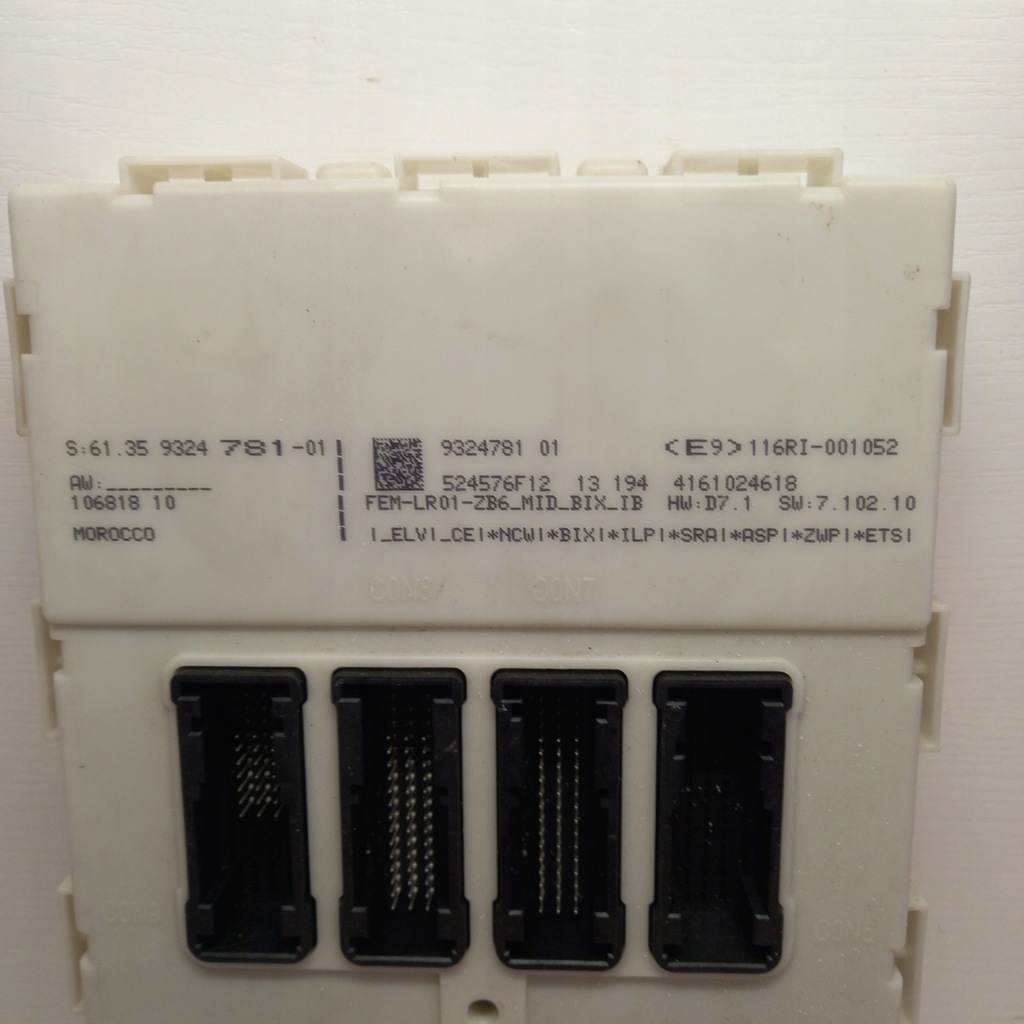 S:61.35 9324 781-01
AW:_________
106818 10
MOROCCO
9324781 01 <E9>116RI-001052
524576F12 13 194 4161024618
FEM-LR01-ZB6_MID_BIX_IB HW:D7.1 SW:7.102.10
|_ELV|_CE|*NCW|*BIX|*ILP|*SRA|*ASP|*ZWP|*ETS|
CON7